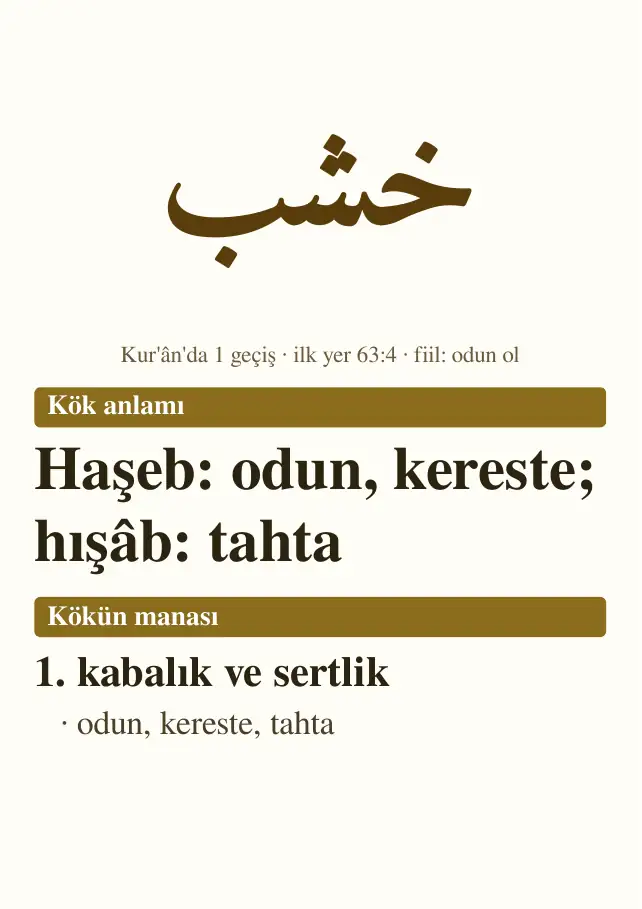 خشب
Kur'ân'da 1 geçiş · ilk yer 63:4 · fiil: odun ol
Kök anlamı
Haşeb: odun, kereste;
hışâb: tahta
Kökün manası
1. kabalık ve sertlik
· odun, kereste, tahta